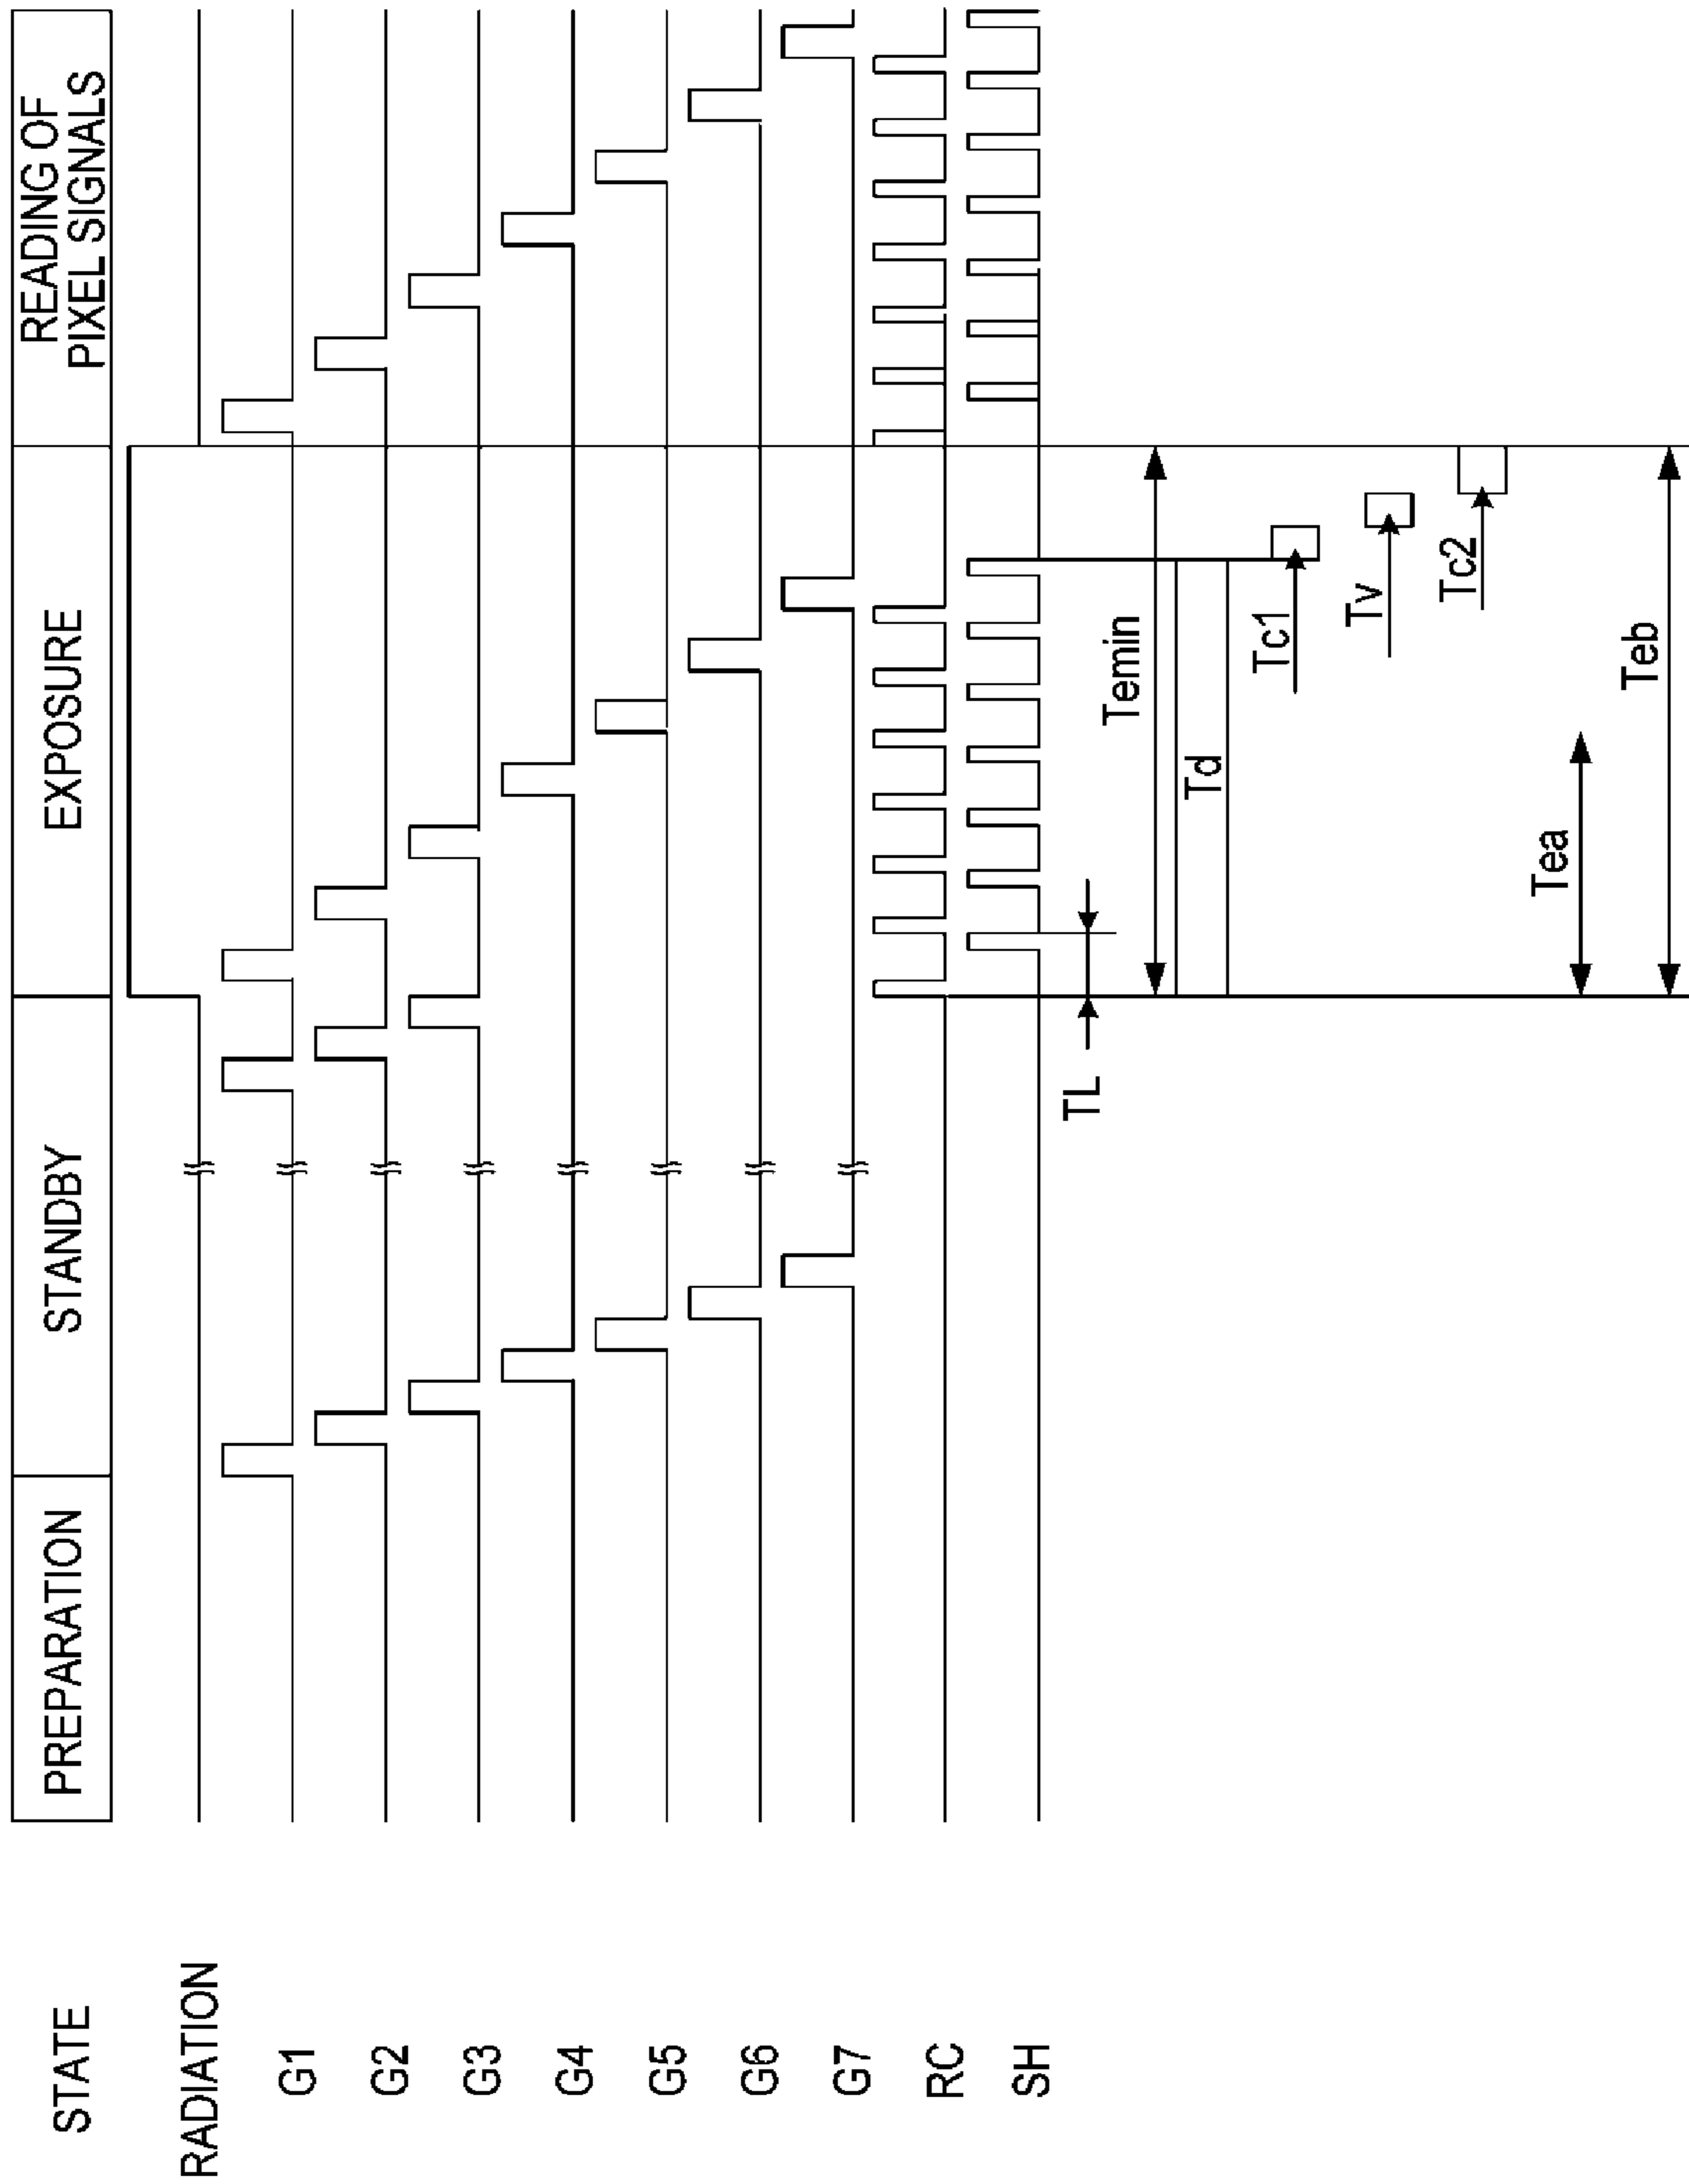 STATE
PREPARATION
STANDBY
EXPOSURE
READING OF
PIXEL SIGNALS
RADIATION
G1
G2
G3
G4
G5
G6
G7
RC
SH
TL
Temin
Td
Tc1
Tv
Tc2
Tea
Teb